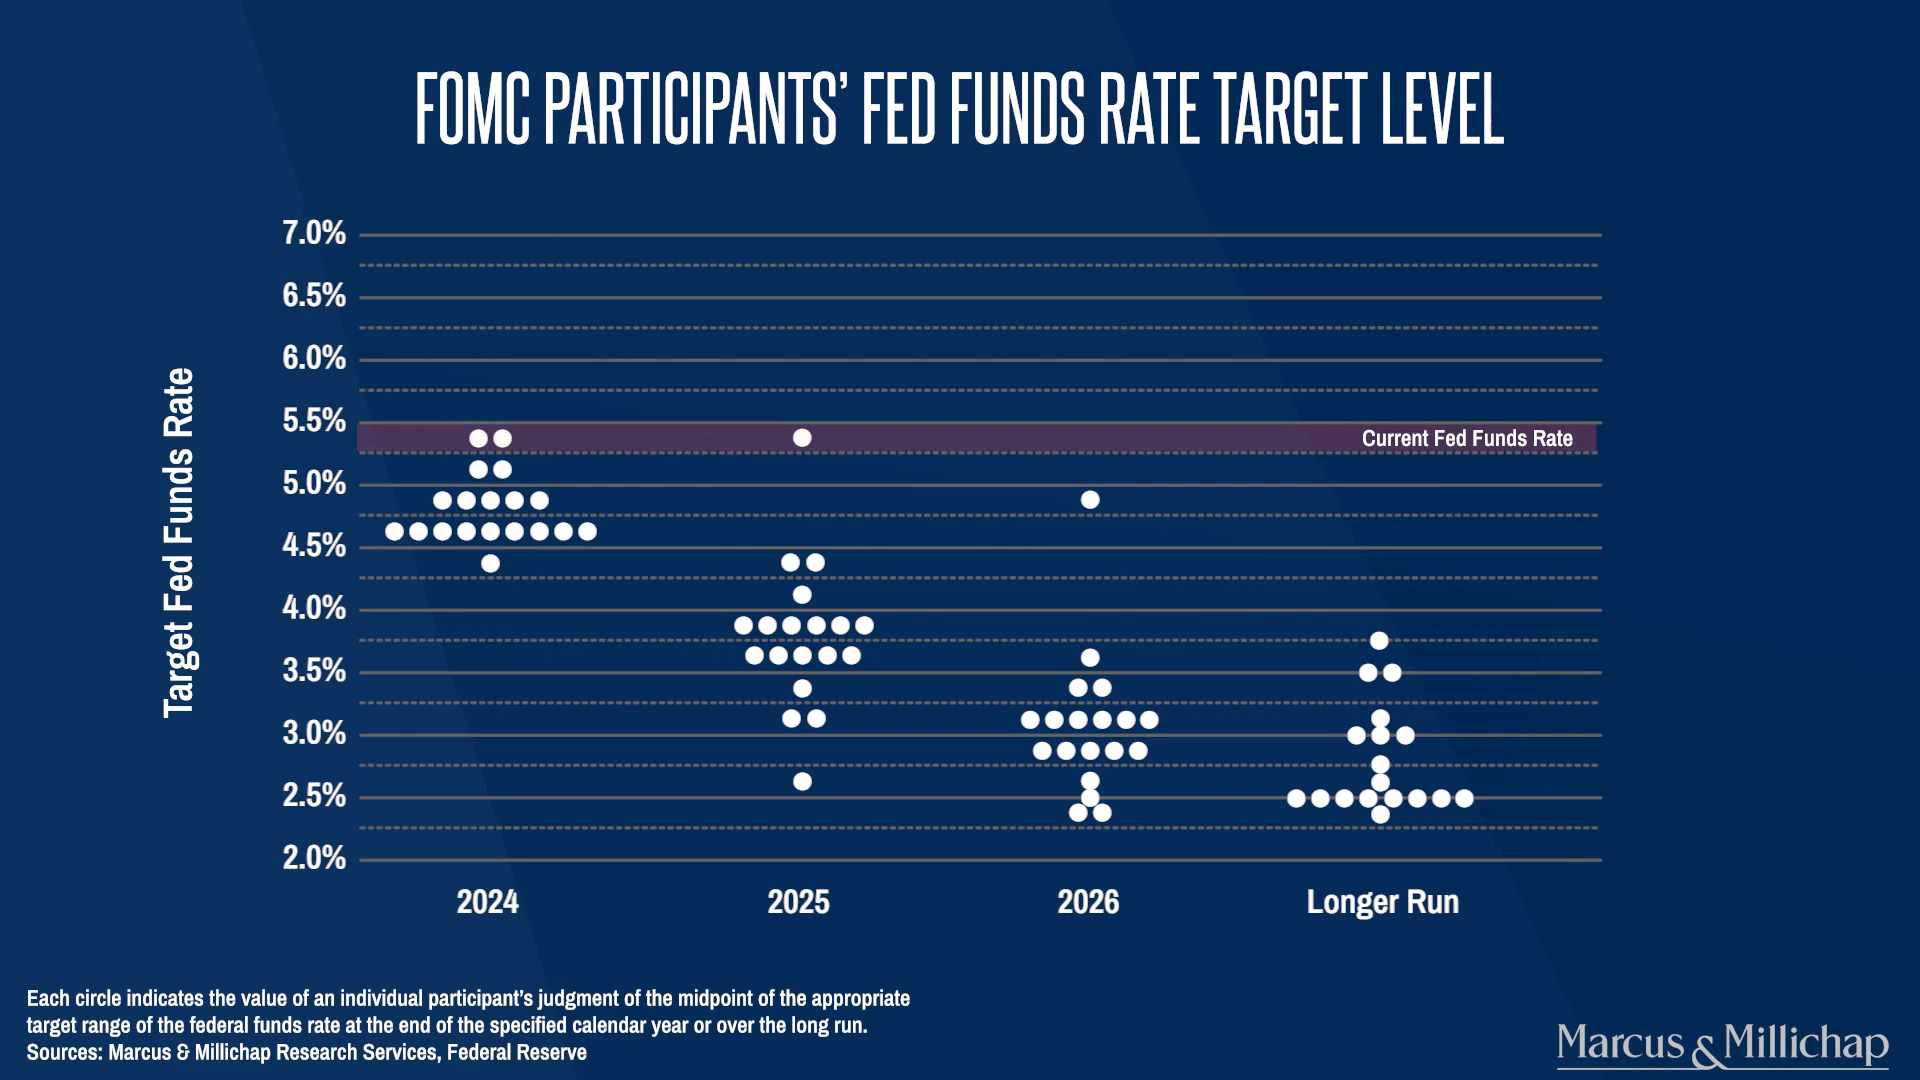 FOMC PARTICIPANTS’ FED FUNDS RATE TARGET LEVEL
Target Fed Funds Rate
7.0%
6.5%
6.0%
5.5%
5.0%
4.5%
4.0%
3.5%
3.0%
2.5%
2.0%
Current Fed Funds Rate
2024
2025
2026
Longer Run
Each circle indicates the value of an individual participant’s judgment of the midpoint of the appropriate
target range of the federal funds rate at the end of the specified calendar year or over the long run.
Sources: Marcus & Millichap Research Services, Federal Reserve
Marcus & Millichap